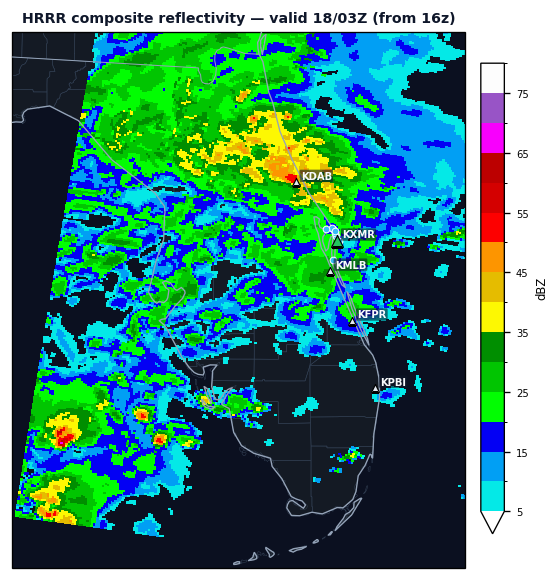 HRRR composite reflectivity — valid 18/03Z (from 16z)
KDAB
KXMR
KMLB
KFPR
KPBI
75
65
55
45
35
25
15
5
dBZ